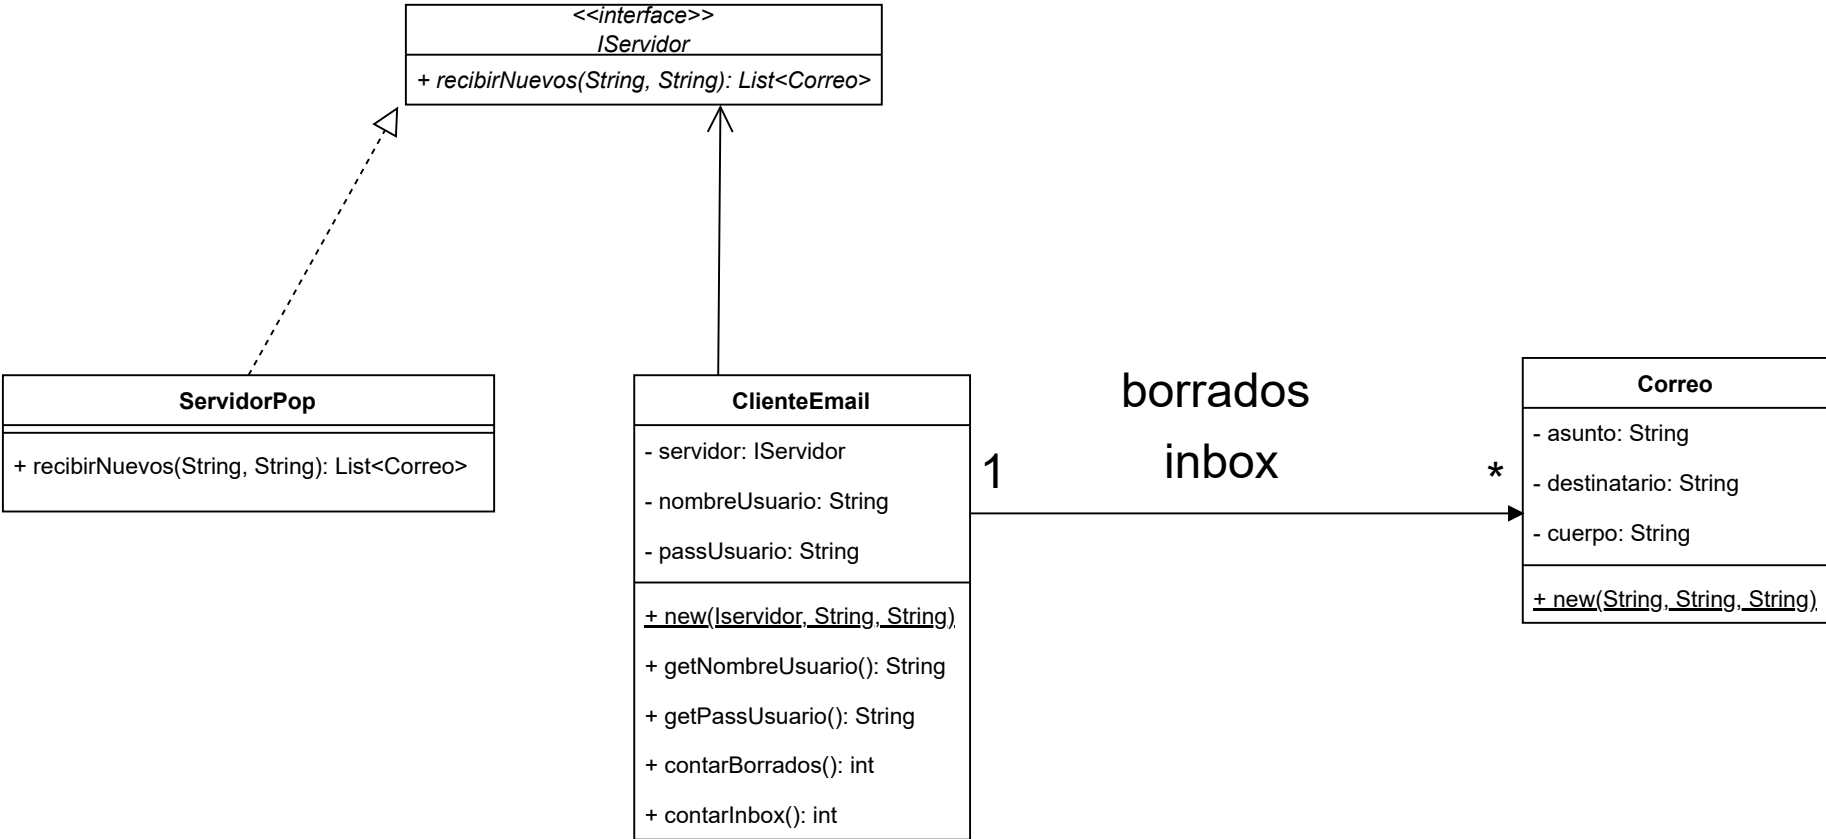 <<interface>>
IServidor
+ recibirNuevos(String, String): List<Correo>
ServidorPop
+ recibirNuevos(String, String): List<Correo>
ClienteEmail
- servidor: IServidor
- nombreUsuario: String
- passUsuario: String
+ new(Iservidor, String, String)
+ getNombreUsuario(): String
+ getPassUsuario(): String
+ contarBorrados(): int
+ contarInbox(): int
borrados
inbox
1
*
Correo
- asunto: String
- destinatario: String
- cuerpo: String
+ new(String, String, String)